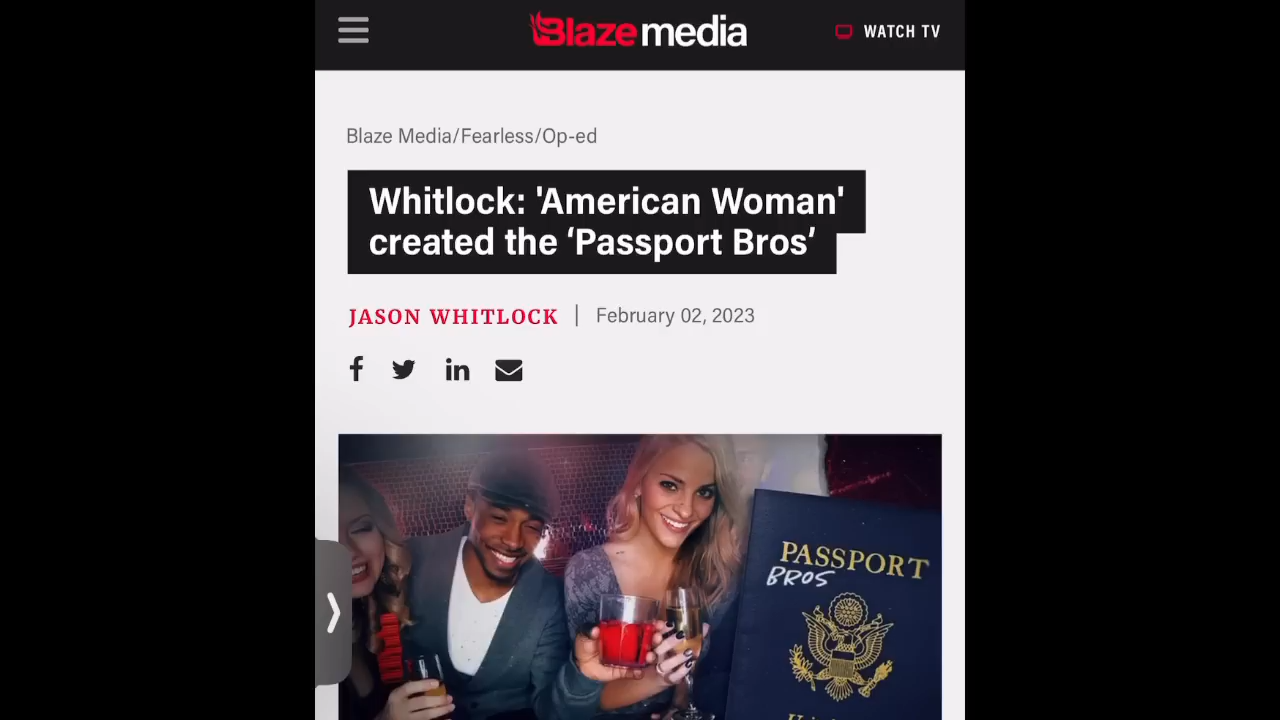 Blaze media
WATCH TV
Blaze Media/Fearless/Op-ed
Whitlock: 'American Woman'
created the ‘Passport Bros’
JASON WHITLOCK | February 02, 2023
PASSPORT
BROS